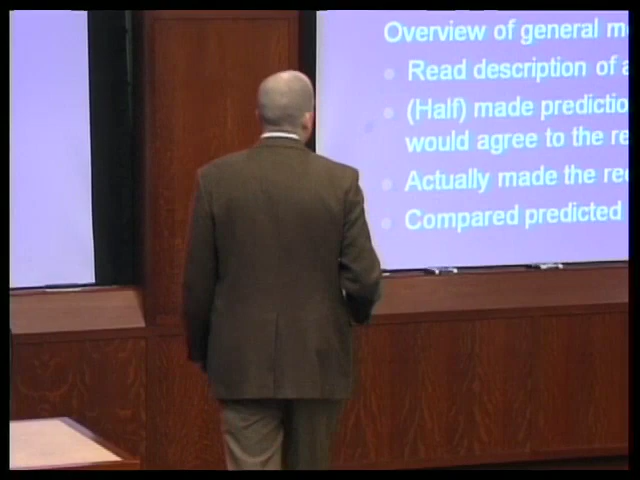 Overview of general m
Read description of a
(Half) made predictio
would agree to the re
Actually made the re
Compared predicted